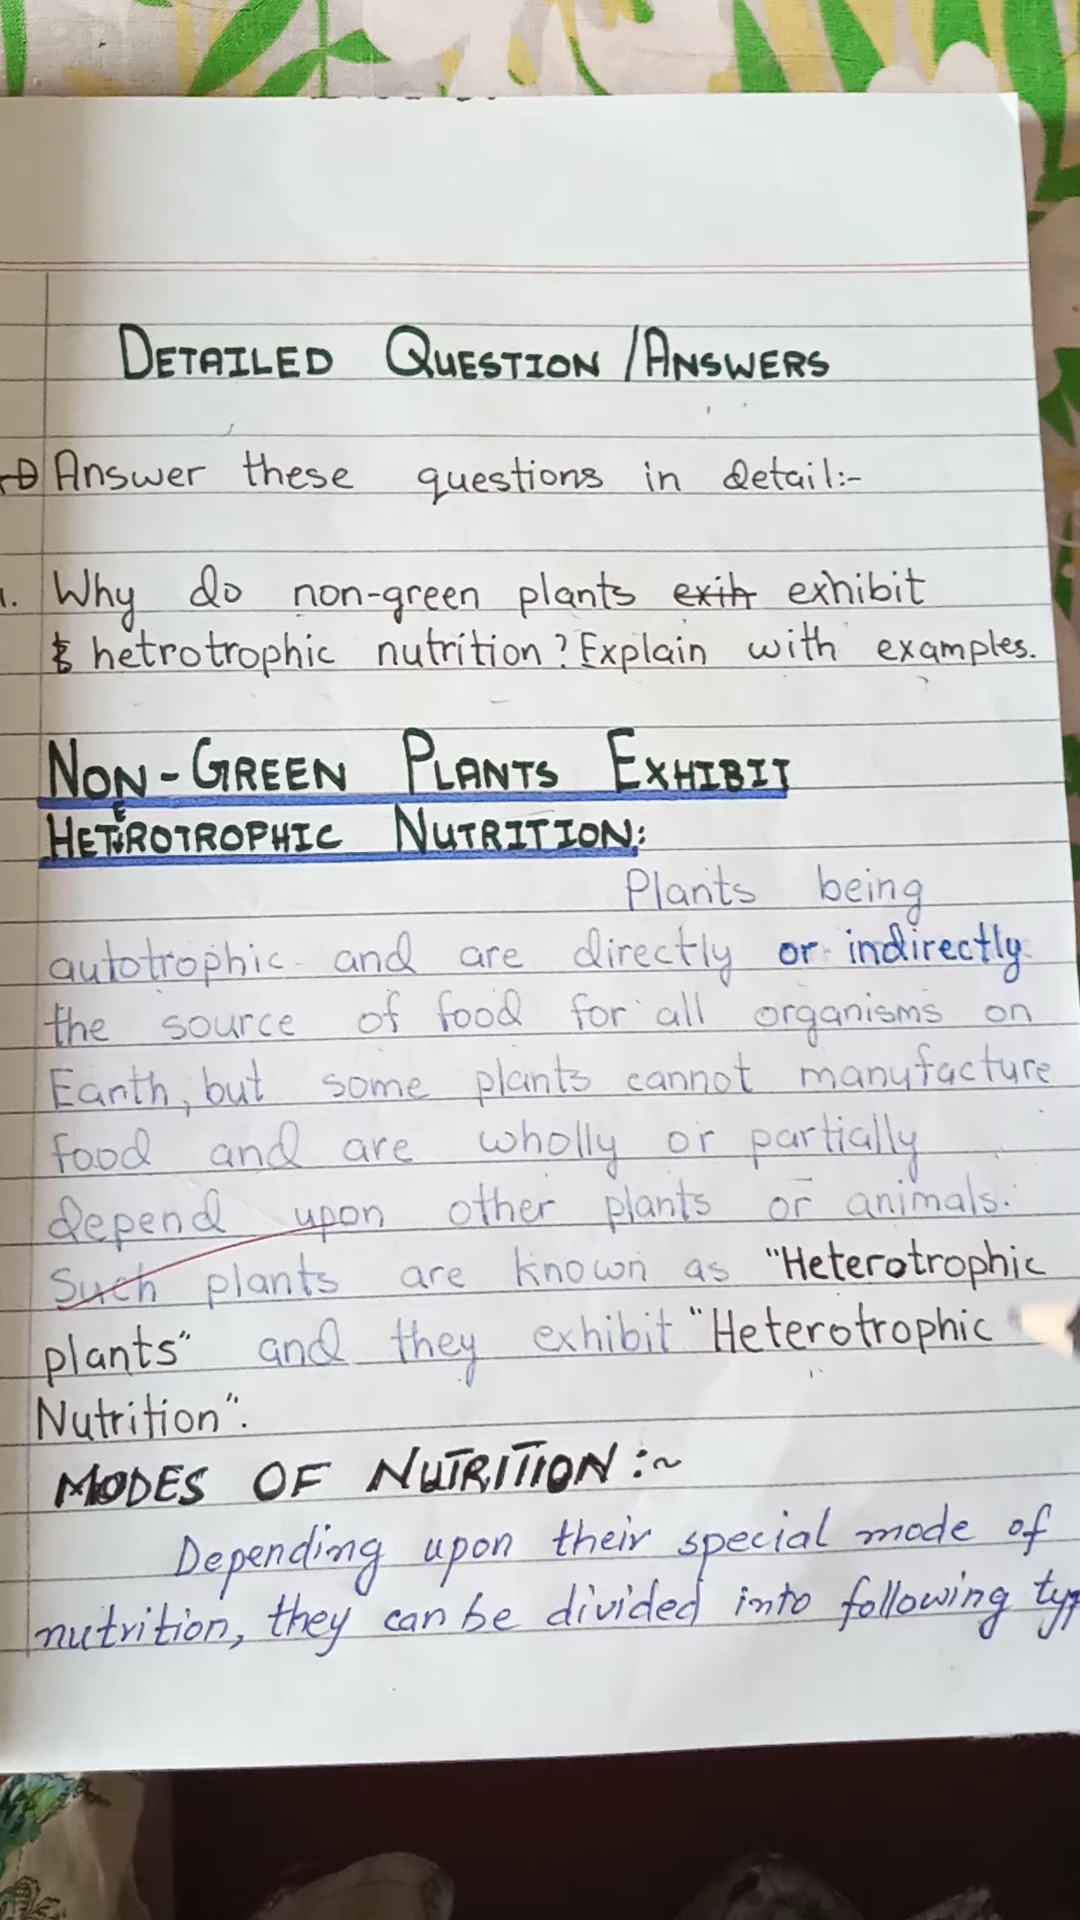 DETAILED QUESTION/ANSWERS
Answer these questions in detail:-
1. Why do non-green plants exih exhibit
hetrotrophic nutrition? Explain with examples.
NON-GREEN PLANTS EXHIBIT
HETEROTROPHIC NUTRITION:
Plants being
autotrophic and are directly or indirectly
the source of food for all organisms on
Earth, but some plants cannot manufacture
food and are wholly or partially
depend upon other plants or animals.
Such plants are known as "Heterotrophic
plants" and they exhibit "Heterotrophic
Nutrition".
MODES OF NUTRITION:~
Depending upon their special mode of
nutrition, they can be divided into following typ